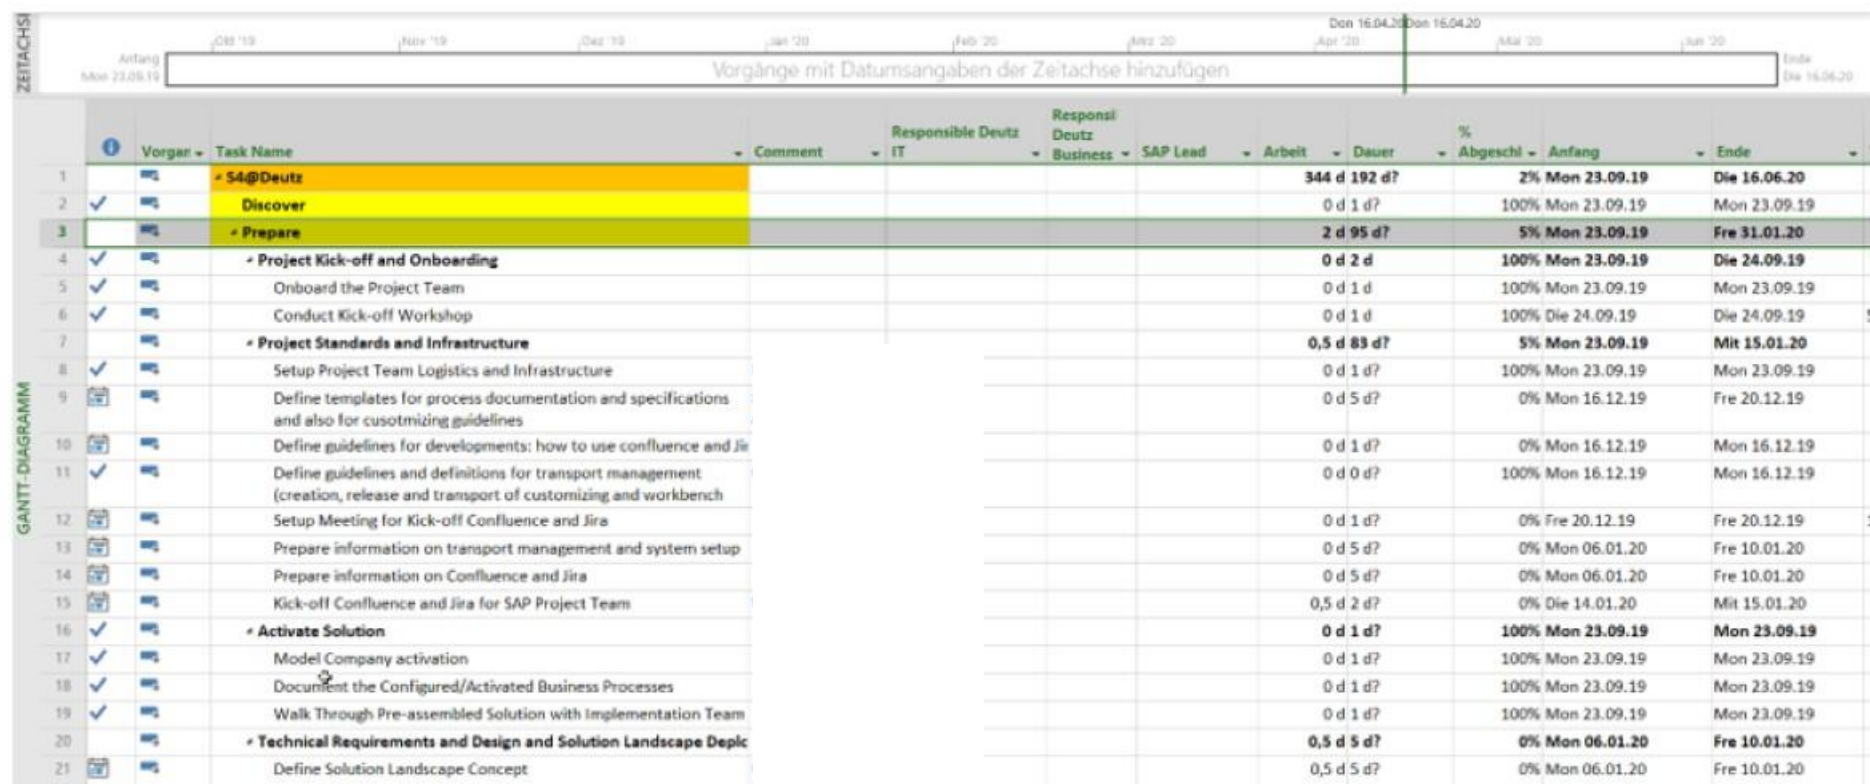 ZEITACHSE
Don 16.04.20 Don 16.04.20
Okt '19 Nov '19 Dez '19 Jan '20 Feb '20 Mrz '20 Apr '20 Mai '20 Jun '20
Anfang
Mon 23.09.19
Vorgänge mit Datumsangaben der Zeitachse hinzufügen
Ende
Die 16.06.20
GANTT-DIAGRAMM
Vorgan Task Name Comment Responsible Deutz IT Responsi Deutz Business SAP Lead Arbeit Dauer % Abgeschl Anfang Ende
1 S4@Deutz 344 d 192 d? 2% Mon 23.09.19 Die 16.06.20
2 Discover 0 d 1 d? 100% Mon 23.09.19 Mon 23.09.19
3 Prepare 2 d 95 d? 5% Mon 23.09.19 Fre 31.01.20
4 Project Kick-off and Onboarding 0 d 2 d 100% Mon 23.09.19 Die 24.09.19
5 Onboard the Project Team 0 d 1 d 100% Mon 23.09.19 Mon 23.09.19
6 Conduct Kick-off Workshop 0 d 1 d 100% Die 24.09.19 Die 24.09.19
7 Project Standards and Infrastructure 0,5 d 83 d? 5% Mon 23.09.19 Mit 15.01.20
8 Setup Project Team Logistics and Infrastructure 0 d 1 d? 100% Mon 23.09.19 Mon 23.09.19
9 Define templates for process documentation and specifications 0 d 5 d? 0% Mon 16.12.19 Fre 20.12.19
and also for cusotmizing guidelines
10 Define guidelines for developments: how to use confluence and Jir 0 d 1 d? 0% Mon 16.12.19 Mon 16.12.19
11 Define guidelines and definitions for transport management 0 d 0 d? 100% Mon 16.12.19 Mon 16.12.19
(creation, release and transport of customizing and workbench
12 Setup Meeting for Kick-off Confluence and Jira 0 d 1 d? 0% Fre 20.12.19 Fre 20.12.19
13 Prepare information on transport management and system setup 0 d 5 d? 0% Mon 06.01.20 Fre 10.01.20
14 Prepare information on Confluence and Jira 0 d 5 d? 0% Mon 06.01.20 Fre 10.01.20
15 Kick-off Confluence and Jira for SAP Project Team 0,5 d 2 d? 0% Die 14.01.20 Mit 15.01.20
16 Activate Solution 0 d 1 d? 100% Mon 23.09.19 Mon 23.09.19
17 Model Company activation 0 d 1 d? 100% Mon 23.09.19 Mon 23.09.19
18 Document the Configured/Activated Business Processes 0 d 1 d? 100% Mon 23.09.19 Mon 23.09.19
19 Walk Through Pre-assembled Solution with Implementation Team 0 d 1 d? 100% Mon 23.09.19 Mon 23.09.19
20 Technical Requirements and Design and Solution Landscape Deplc 0,5 d 5 d? 0% Mon 06.01.20 Fre 10.01.20
21 Define Solution Landscape Concept 0,5 d 5 d? 0% Mon 06.01.20 Fre 10.01.20